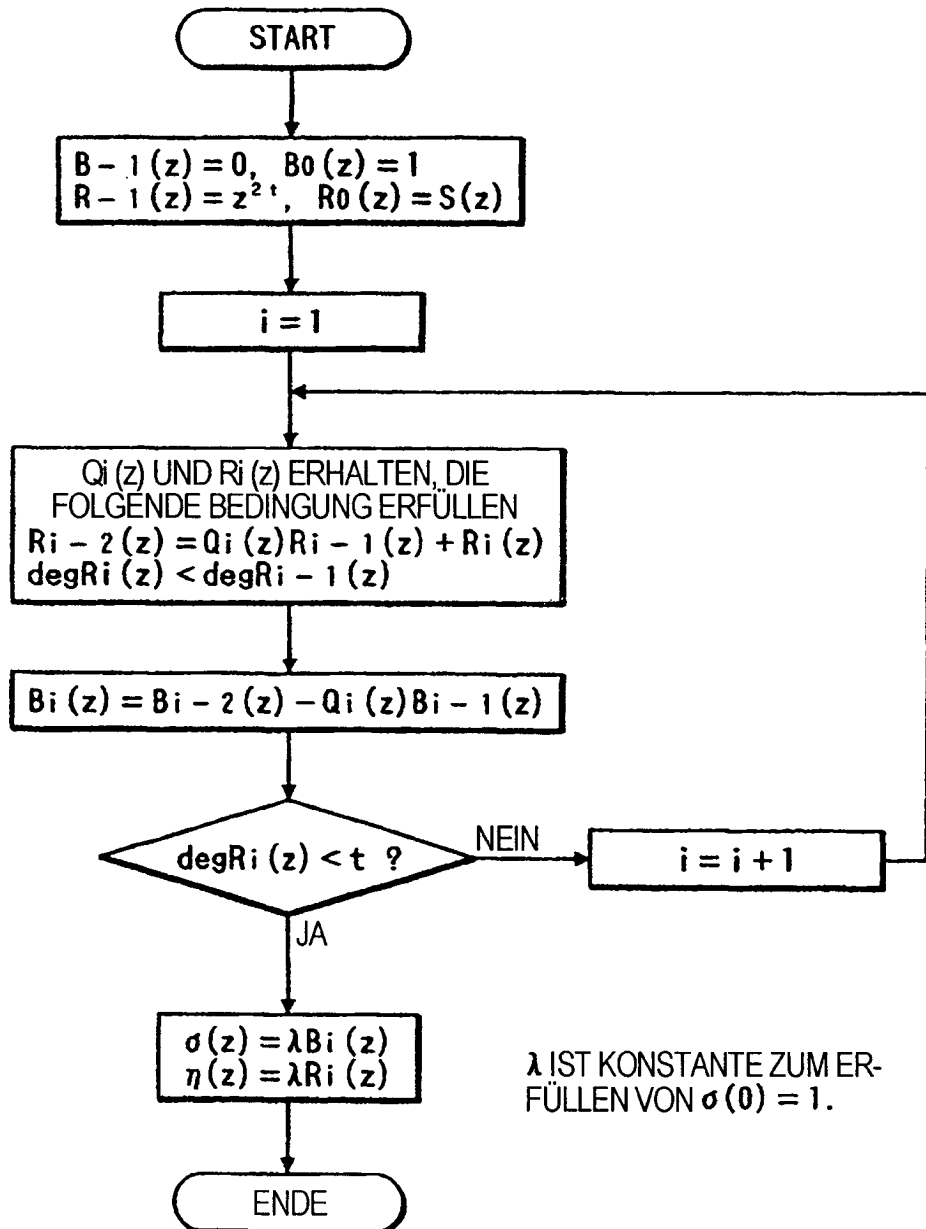 START
B-1(z)=0, B0(z)=1
R-1(z)=z²ᵗ, R0(z)=S(z)
i=1
Qi(z) UND Ri(z) ERHALTEN, DIE
FOLGENDE BEDINGUNG ERFÜLLEN
Ri-2(z)=Qi(z)Ri-1(z)+Ri(z)
degRi(z)<degRi-1(z)
Bi(z)=Bi-2(z)-Qi(z)Bi-1(z)
degRi(z)<t ?
NEIN
i=i+1
JA
σ(z)=λBi(z)
η(z)=λRi(z)
λ IST KONSTANTE ZUM ER-
FÜLLEN VON σ(0)=1.
ENDE